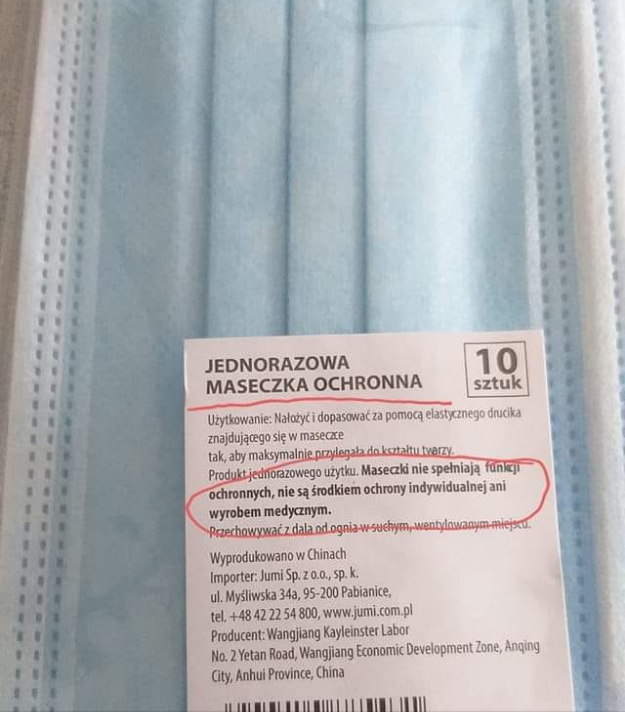 JEDNORAZOWA
MASECZKA OCHRONNA
10
sztuk
Użytkowanie: Nałożyć i dopasować za pomocą elastycznego drucika
znajdującego się w maseczce
tak, aby maksymalnie przylegała do kształtu twarzy.
Produkt jednorazowego użytku. Maseczki nie spełniają funkcji
ochronnych, nie są środkiem ochrony indywidualnej ani
wyrobem medycznym.
Przechowywać z dala od ognia w suchym, wentylowanym miejscu.
Wyprodukowano w Chinach
Importer: Jumi Sp. z o.o., sp. k.
ul. Myśliwska 34a, 95-200 Pabianice,
tel. +48 42 22 54 800, www.jumi.com.pl
Producent: Wangjiang Kayleinster Labor
No. 2 Yetan Road, Wangjiang Economic Development Zone, Anqing
City, Anhui Province, China